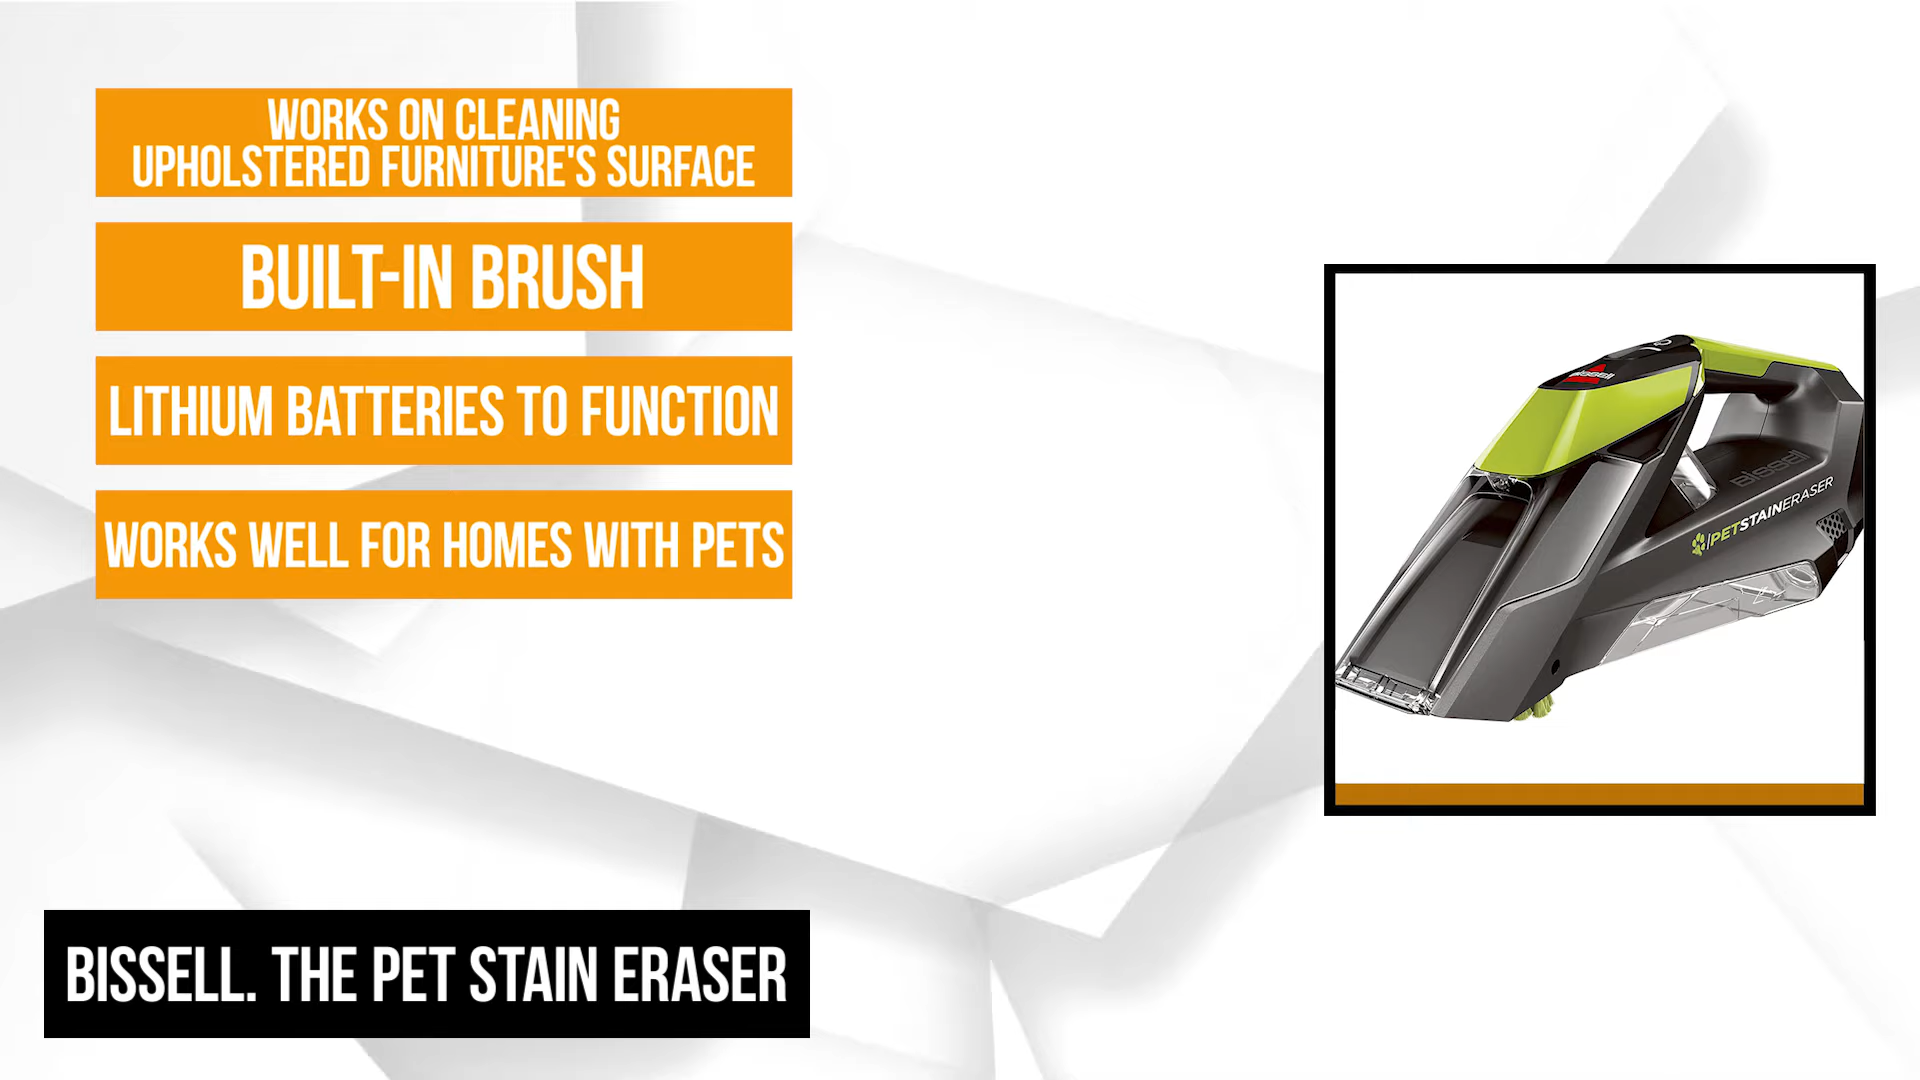 WORKS ON CLEANING
UPHOLSTERED FURNITURE'S SURFACE
BUILT-IN BRUSH
LITHIUM BATTERIES TO FUNCTION
WORKS WELL FOR HOMES WITH PETS
BISSELL
BISSELL
PETSTAINERASER
BISSELL. THE PET STAIN ERASER